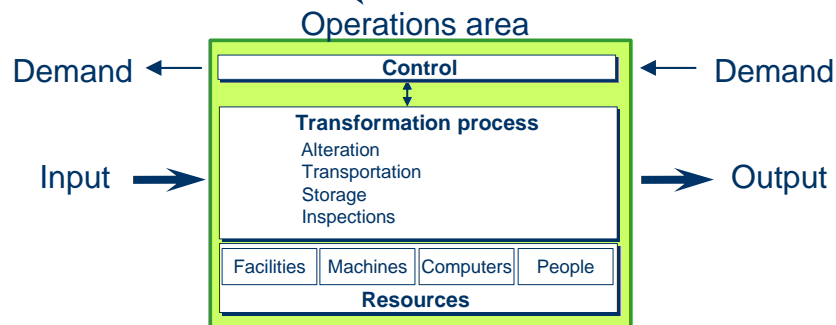 Operations area
Demand
Control
Demand
Transformation process
Alteration
Transportation
Storage
Inspections
Input
Output
Facilities Machines Computers People
Resources